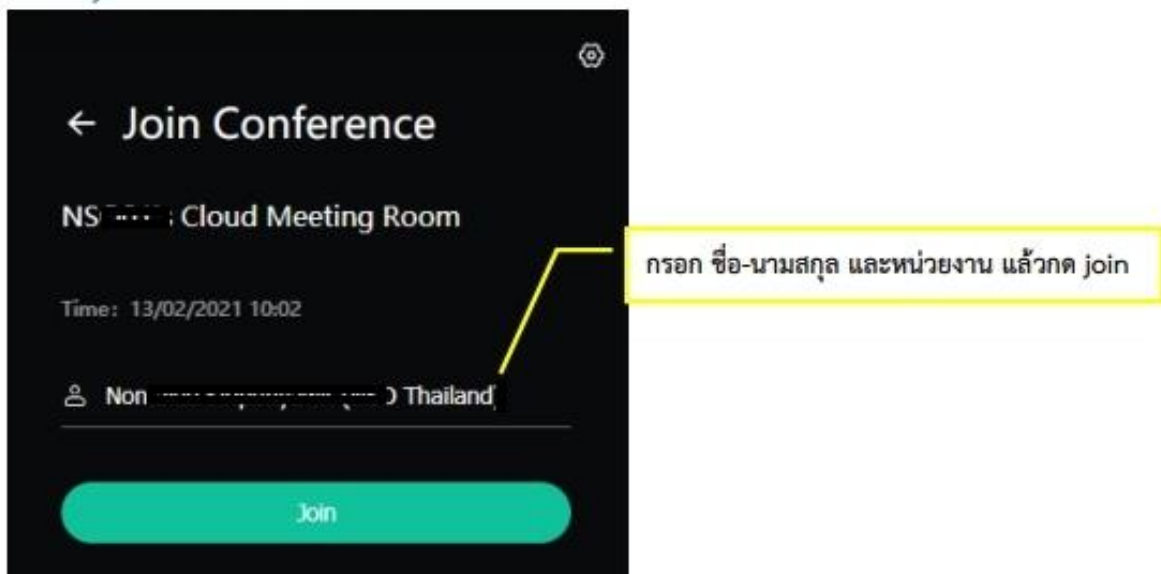 Join Conference
Cloud Meeting Room
กรอก ชื่อ-นามสกุล และหน่วยงาน แล้วกด join
Time: 13/02/2021 10:02
Non Thailand
Join